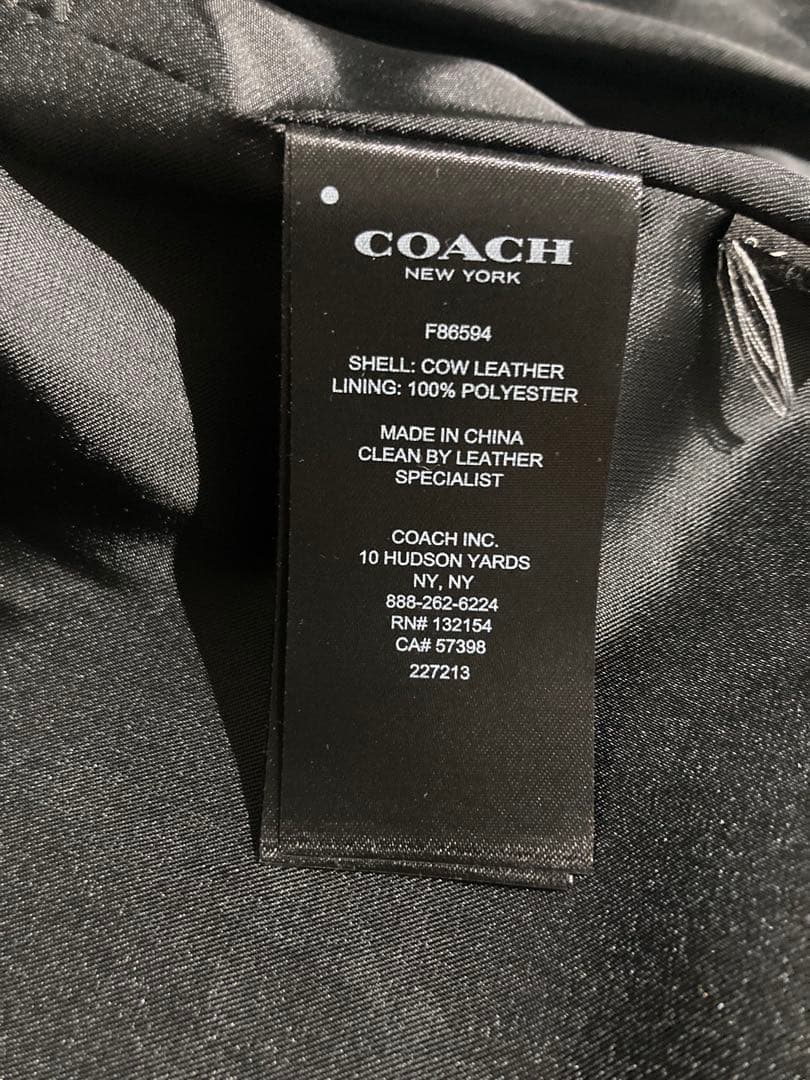 COACH
NEW YORK
F86594
SHELL: COW LEATHER
LINING: 100% POLYESTER
MADE IN CHINA
CLEAN BY LEATHER
SPECIALIST
COACH INC.
10 HUDSON YARDS
NY, NY
888-262-6224
RN# 132154
CA# 57398
227213